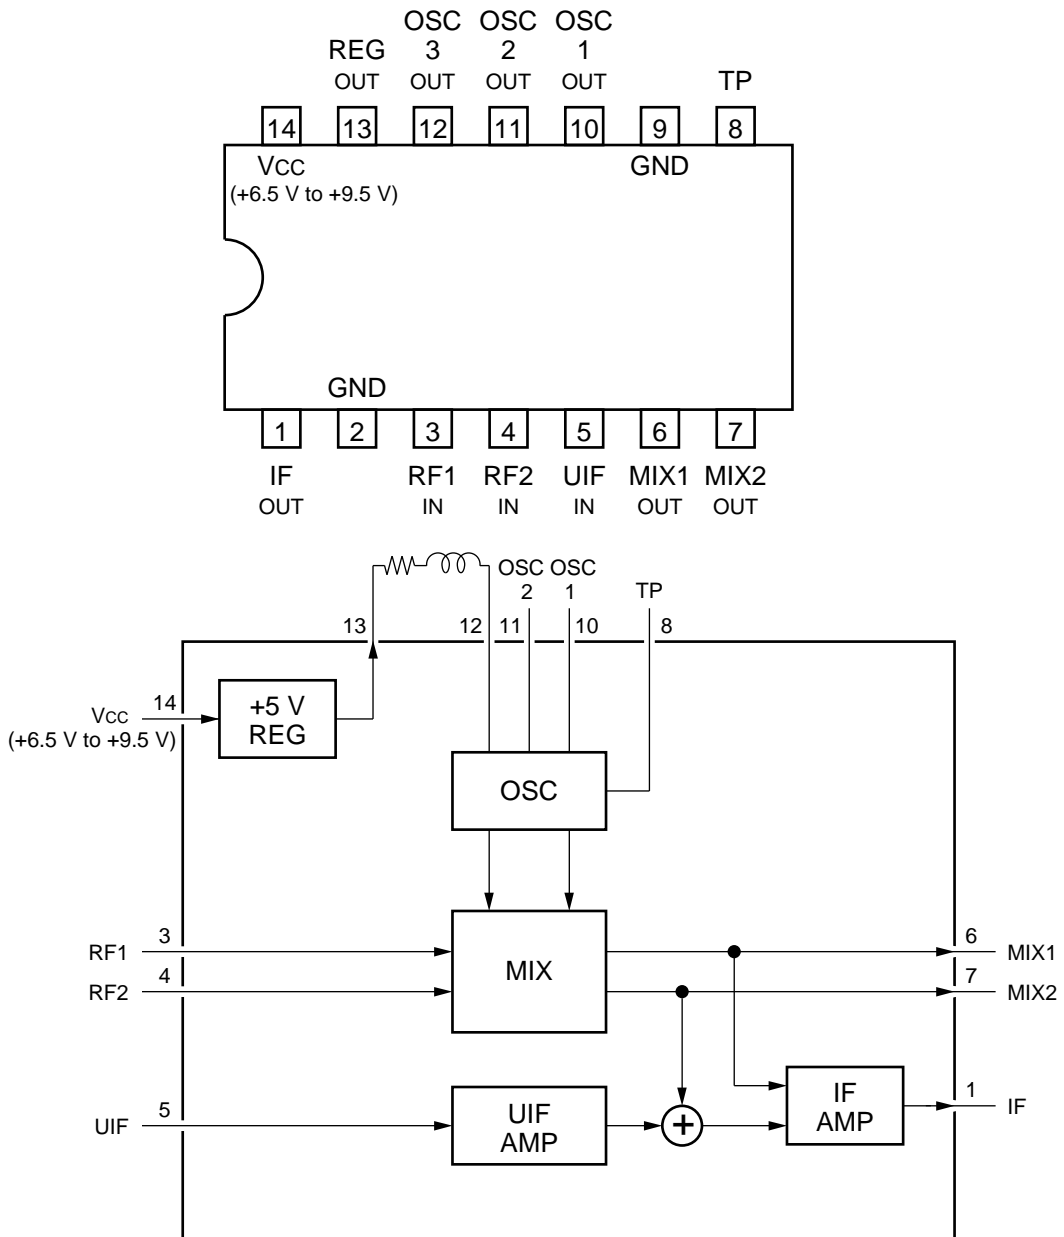 OSC OSC OSC
REG 3 2 1
OUT OUT OUT OUT TP
14 13 12 11 10 9 8
VCC GND
(+6.5 V to +9.5 V)
GND
1 2 3 4 5 6 7
IF RF1 RF2 UIF MIX1 MIX2
OUT IN IN IN OUT OUT
OSC OSC
2 1 TP
13 12 11 10 8
14 +5 V
VCC REG
(+6.5 V to +9.5 V)
OSC
3 6
RF1 MIX1
4 MIX 7
RF2 MIX2
5 UIF + IF 1
UIF AMP AMP IF